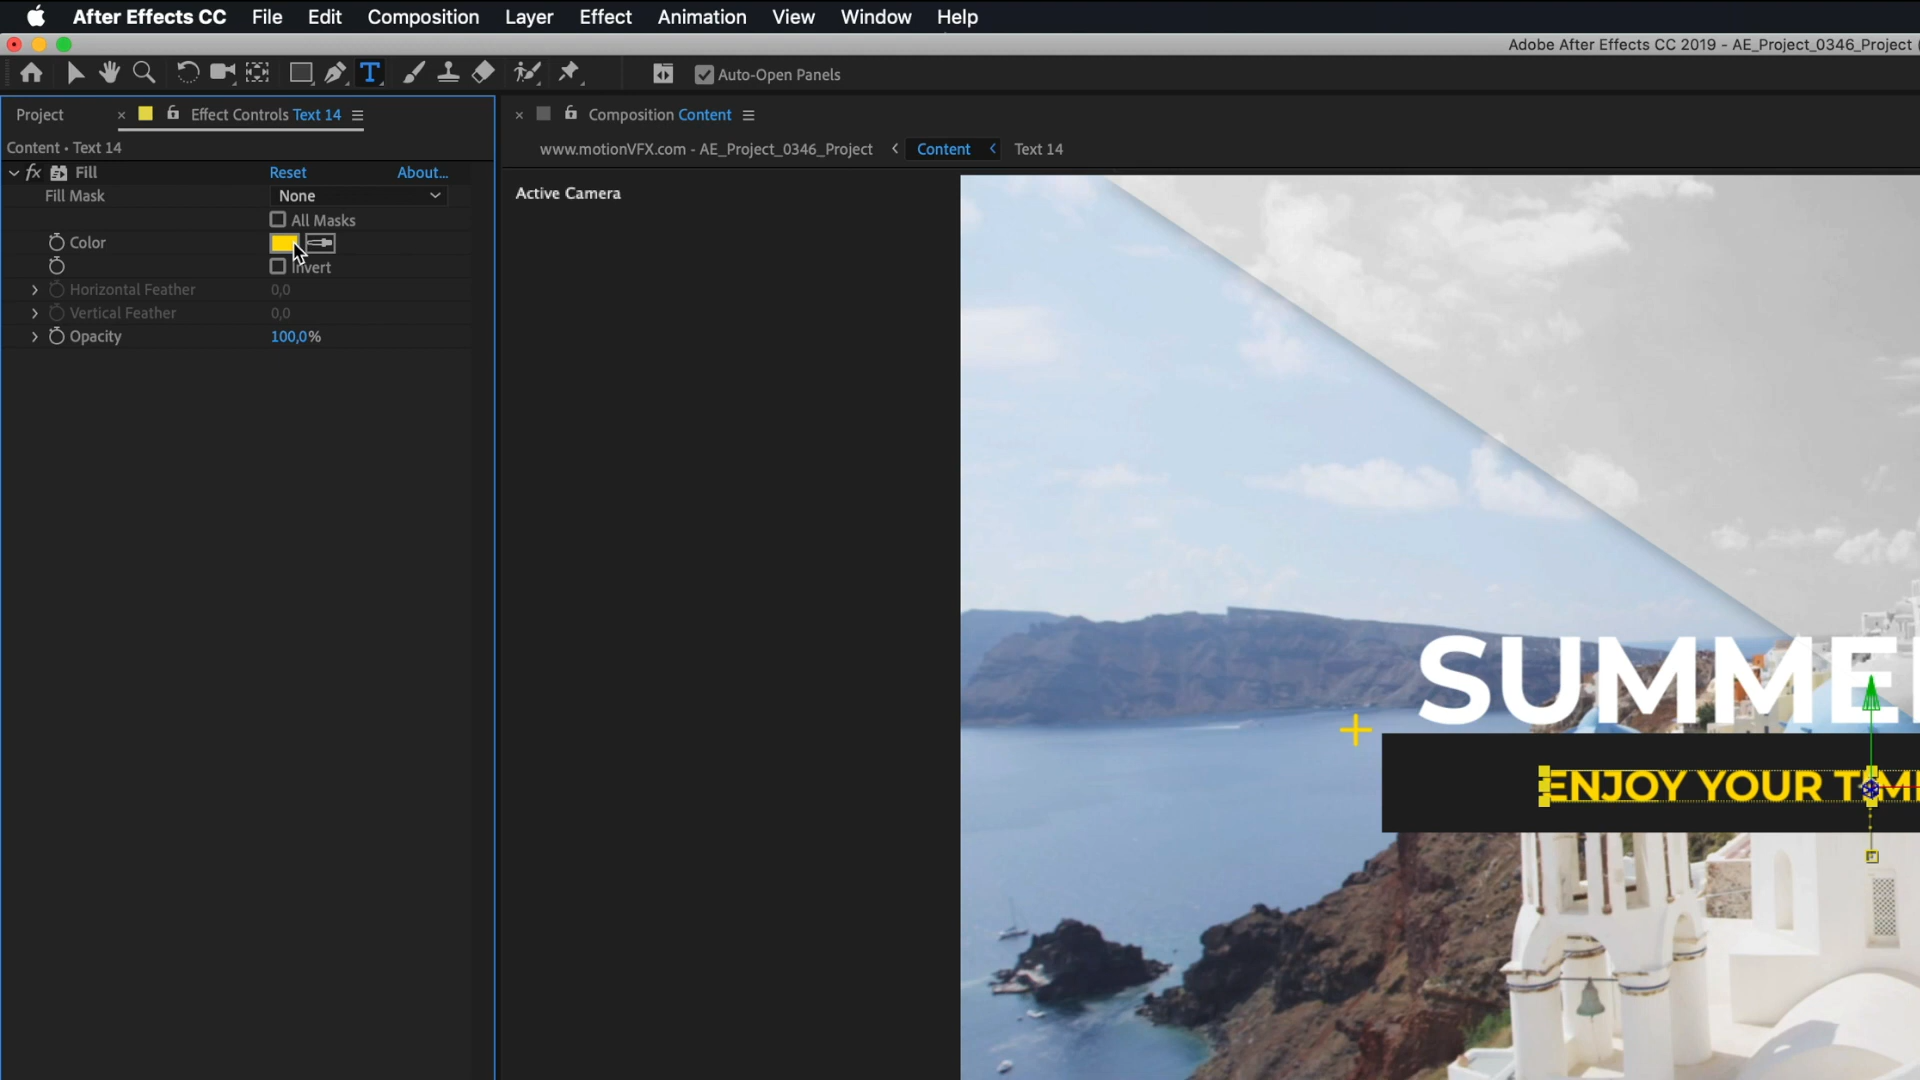 After Effects CC File Edit Composition Layer Effect Animation View Window Help
Adobe After Effects CC 2019 - AE_Project_0346_Project (
T Auto-Open Panels
Project × Effect Controls Text 14
× Composition Content
Content • Text 14
www.motionVFX.com - AE_Project_0346_Project < Content < Text 14
fx Fill Reset About...
Fill Mask None
Active Camera
All Masks
Color
Invert
Horizontal Feather 0,0
Vertical Feather 0,0
Opacity 100,0%
SUMME
ENJOY YOUR TIM